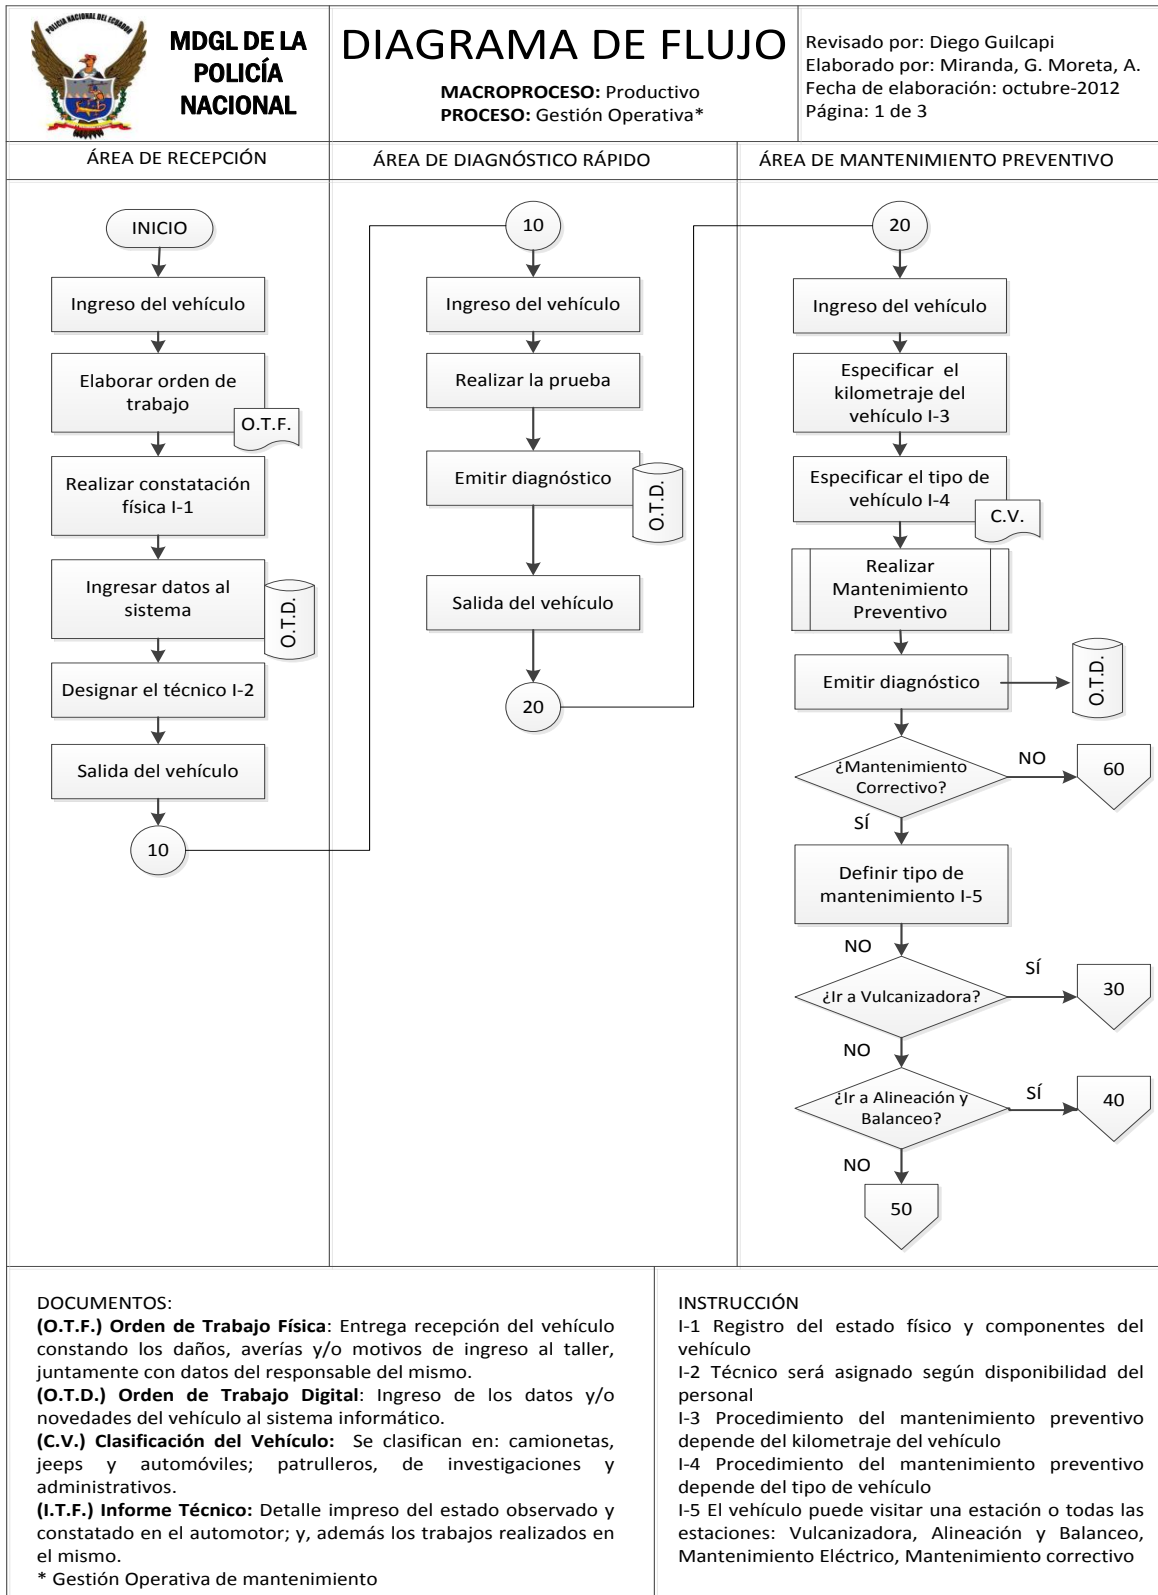 POLICIA NACIONAL DEL ECUADOR
MDGL DE LA
POLICÍA
NACIONAL
DIAGRAMA DE FLUJO
MACROPROCESO: Productivo
PROCESO: Gestión Operativa*
Revisado por: Diego Guilcapi
Elaborado por: Miranda, G. Moreta, A.
Fecha de elaboración: octubre-2012
Página: 1 de 3
ÁREA DE RECEPCIÓN
INICIO
Ingreso del vehículo
Elaborar orden de
trabajo
O.T.F.
Realizar constatación
física I-1
Ingresar datos al
sistema
O.T.D.
Designar el técnico I-2
Salida del vehículo
10
ÁREA DE DIAGNÓSTICO RÁPIDO
10
Ingreso del vehículo
Realizar la prueba
Emitir diagnóstico
O.T.D.
Salida del vehículo
20
ÁREA DE MANTENIMIENTO PREVENTIVO
20
Ingreso del vehículo
Especificar el
kilometraje del
vehículo I-3
Especificar el tipo de
vehículo I-4
C.V.
Realizar
Mantenimiento
Preventivo
Emitir diagnóstico
O.T.D.
¿Mantenimiento
Correctivo?
NO
60
SÍ
Definir tipo de
mantenimiento I-5
NO
¿Ir a Vulcanizadora?
SÍ
30
NO
¿Ir a Alineación y
Balanceo?
SÍ
40
NO
50
DOCUMENTOS:
(O.T.F.) Orden de Trabajo Física: Entrega recepción del vehículo
constando los daños, averías y/o motivos de ingreso al taller,
juntamente con datos del responsable del mismo.
(O.T.D.) Orden de Trabajo Digital: Ingreso de los datos y/o
novedades del vehículo al sistema informático.
(C.V.) Clasificación del Vehículo: Se clasifican en: camionetas,
jeeps y automóviles; patrulleros, de investigaciones y
administrativos.
(I.T.F.) Informe Técnico: Detalle impreso del estado observado y
constatado en el automotor; y, además los trabajos realizados en
el mismo.
* Gestión Operativa de mantenimiento
INSTRUCCIÓN
I-1 Registro del estado físico y componentes del
vehículo
I-2 Técnico será asignado según disponibilidad del
personal
I-3 Procedimiento del mantenimiento preventivo
depende del kilometraje del vehículo
I-4 Procedimiento del mantenimiento preventivo
depende del tipo de vehículo
I-5 El vehículo puede visitar una estación o todas las
estaciones: Vulcanizadora, Alineación y Balanceo,
Mantenimiento Eléctrico, Mantenimiento correctivo